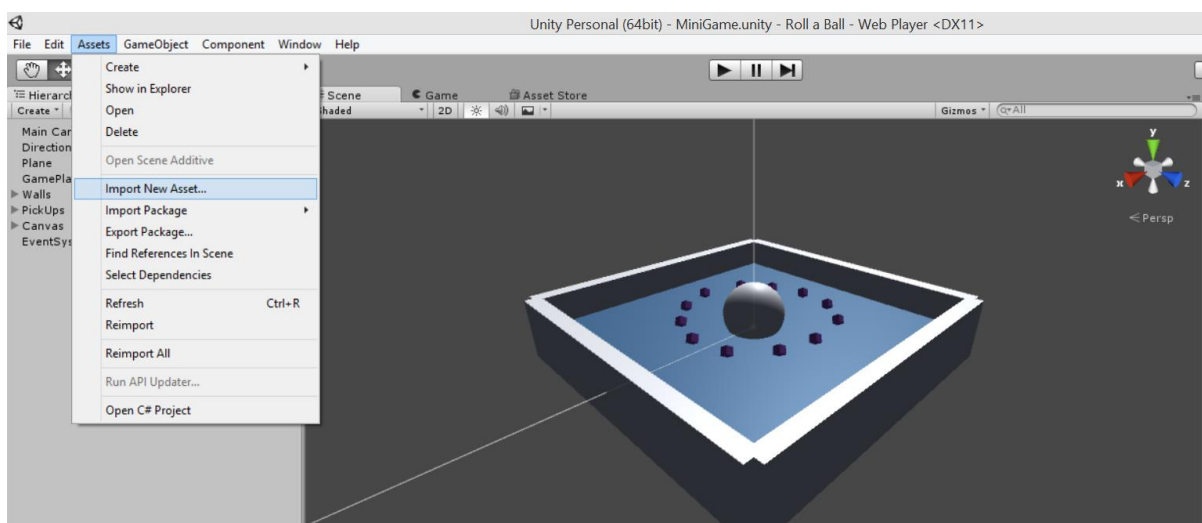 Unity Personal (64bit) - MiniGame.unity - Roll a Ball - Web Player <DX11>
File Edit Assets GameObject Component Window Help
Create
Show in Explorer
Open
Delete
Open Scene Additive
Import New Asset...
Import Package
Export Package...
Find References In Scene
Select Dependencies
Refresh Ctrl+R
Reimport
Reimport All
Run API Updater...
Open C# Project
Hierarc
Create
Main Car
Direction
Plane
GamePla
Walls
PickUps
Canvas
EventSys
Scene Game Asset Store
haded 2D Gizmos All
y
x z
Persp